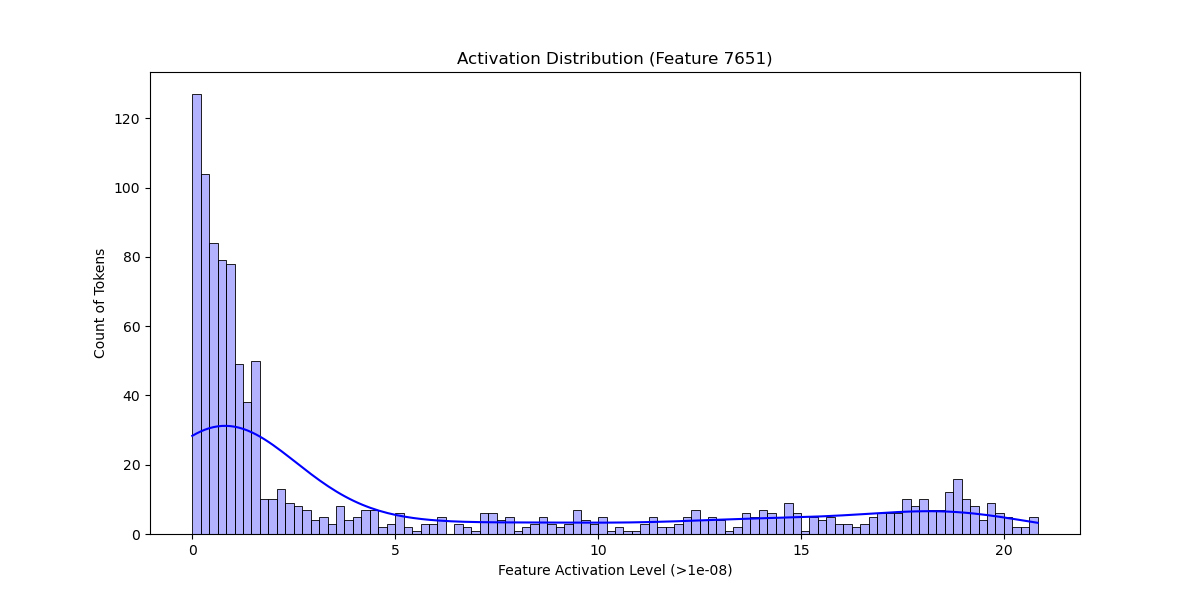 Activation Distribution (Feature 7651)
120
100
80
60
40
20
0
Count of Tokens
0 5 10 15 20
Feature Activation Level (>1e-08)